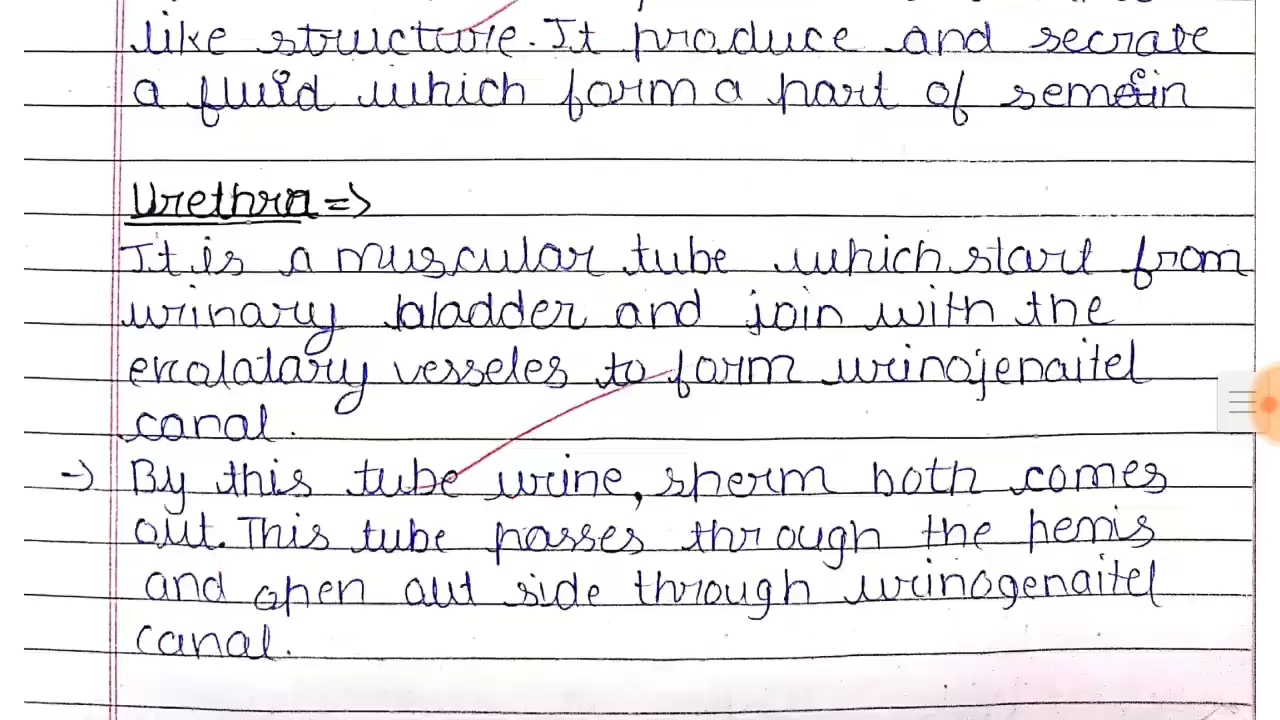 like structure. It produce and secrate
a fluid which form a part of semein
Urethra =>
It is a muscular tube which start from
urinary bladder and join with the
excalatary vesseles to form urinojenaitel
canal.
-> By this tube urine, sperm both comes
out. This tube passes through the penis
and open out side through urinogenaitel
canal.